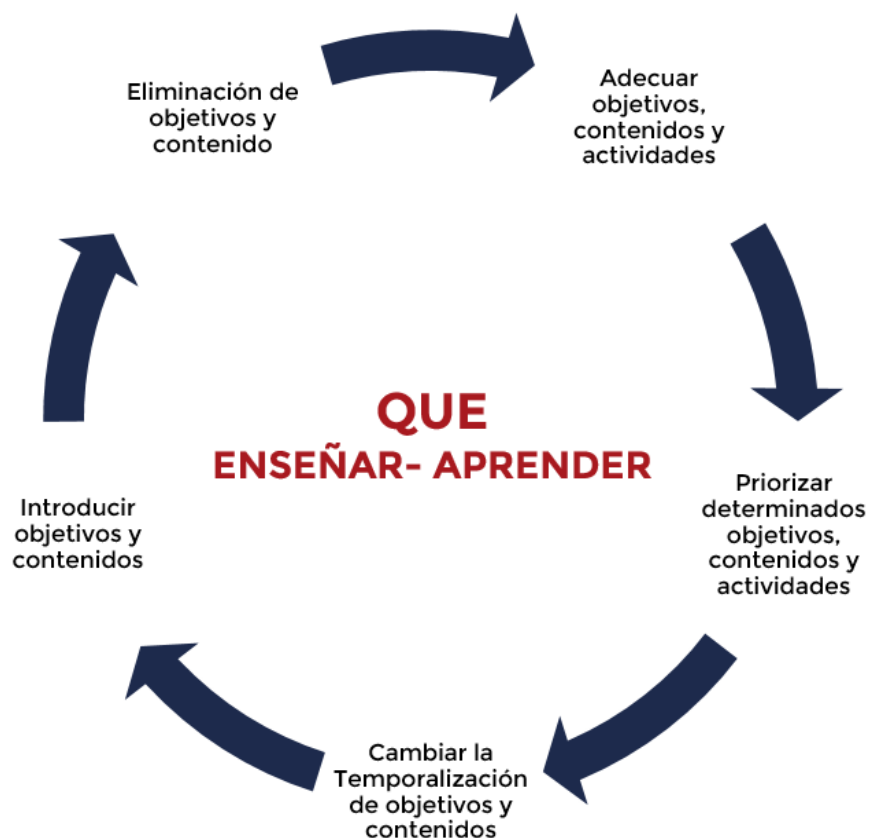 Eliminación de
objetivos y
contenido
Adecuar
objetivos,
contenidos y
actividades
QUE
ENSEÑAR- APRENDER
Priorizar
determinados
objetivos,
contenidos y
actividades
Introducir
objetivos y
contenidos
Cambiar la
Temporalización
de objetivos y
contenidos